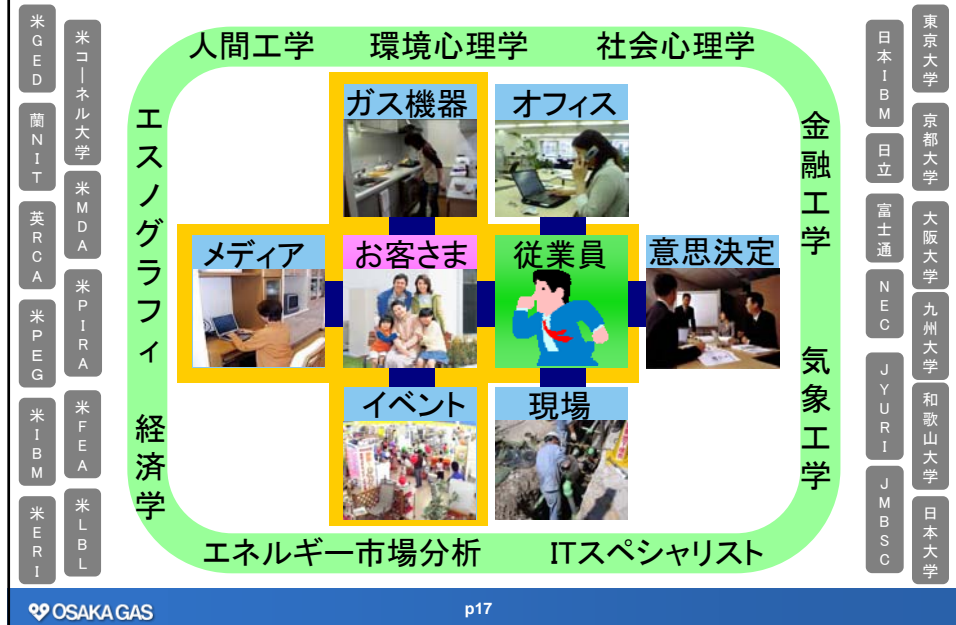 米GED
蘭NIT
英RCA
米PEG
米IBM
米ERI
米コーネル大学
米MDA
米PIRA
米FEA
米LBL
人間工学
環境心理学
社会心理学
エスノグラフィ
経済学
ガス機器
オフィス
メディア
お客さま
従業員
意思決定
イベント
現場
金融工学
気象工学
エネルギー市場分析
ITスペシャリスト
日本IBM
日立
富士通
NEC
JYURI
JMBSC
東京大学
京都大学
大阪大学
九州大学
和歌山大学
日本大学
OSAKA GAS
p17